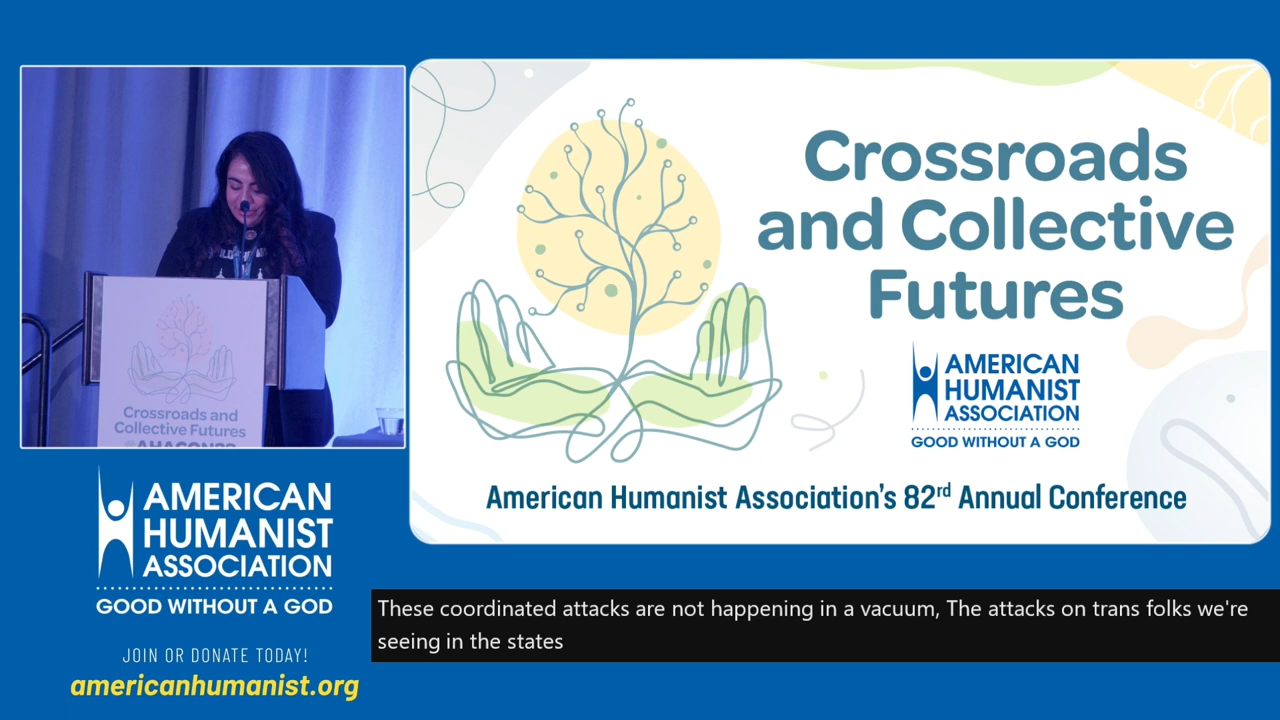 Crossroads
and Collective
Futures
AMERICAN
HUMANIST
ASSOCIATION
GOOD WITHOUT A GOD
American Humanist Association's 82rd Annual Conference
Crossroads and
Collective Futures
AMERICAN
HUMANIST
ASSOCIATION
GOOD WITHOUT A GOD
JOIN OR DONATE TODAY!
americanhumanist.org
These coordinated attacks are not happening in a vacuum, The attacks on trans folks we're
seeing in the states